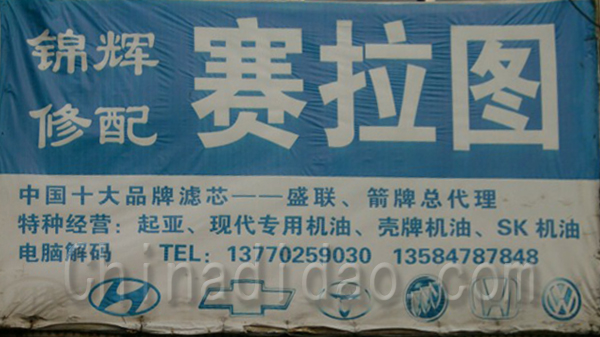 锦辉
修配
赛拉图
中国十大品牌滤芯——盛联、箭牌总代理
特种经营：起亚、现代专用机油、壳牌机油、SK 机油
电脑解码 TEL：13770259030 13584787848
Chinadidao.com